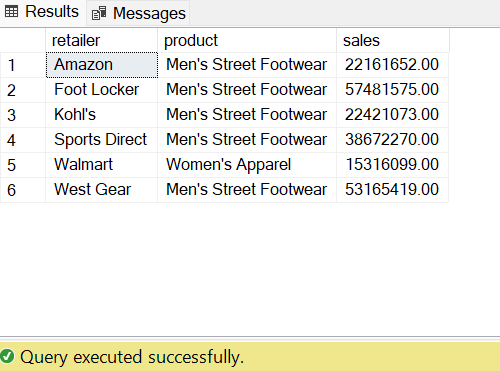 Results Messages
retailer product sales
1 Amazon Men's Street Footwear 22161652.00
2 Foot Locker Men's Street Footwear 57481575.00
3 Kohl's Men's Street Footwear 22421073.00
4 Sports Direct Men's Street Footwear 38672270.00
5 Walmart Women's Apparel 15316099.00
6 West Gear Men's Street Footwear 53165419.00
Query executed successfully.